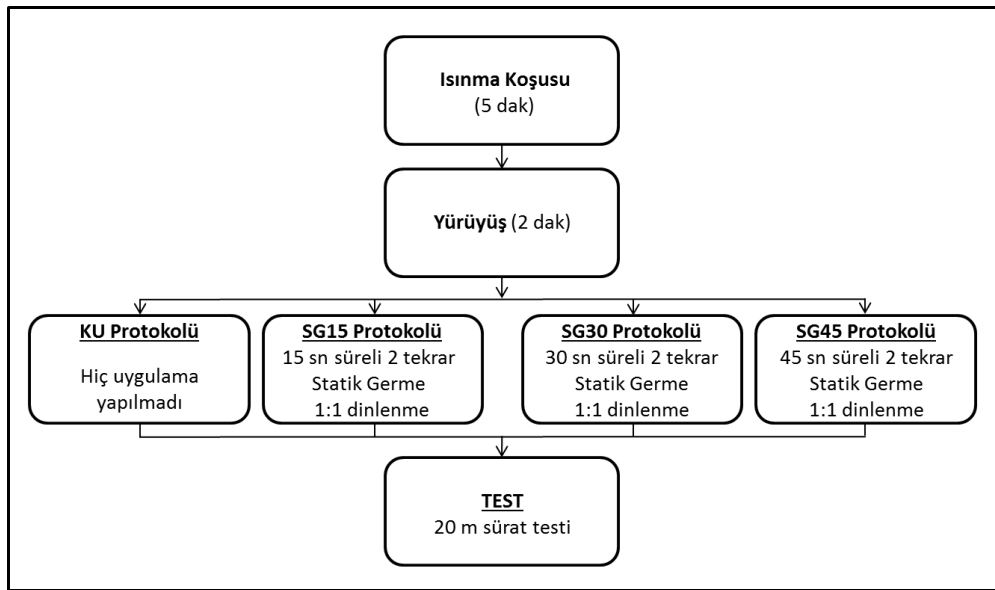 Isınma Koşusu
(5 dak)
Yürüyüş (2 dak)
KU Protokolü
Hiç uygulama
yapılmadı
SG15 Protokolü
15 sn süreli 2 tekrar
Statik Germe
1:1 dinlenme
SG30 Protokolü
30 sn süreli 2 tekrar
Statik Germe
1:1 dinlenme
SG45 Protokolü
45 sn süreli 2 tekrar
Statik Germe
1:1 dinlenme
TEST
20 m sürat testi